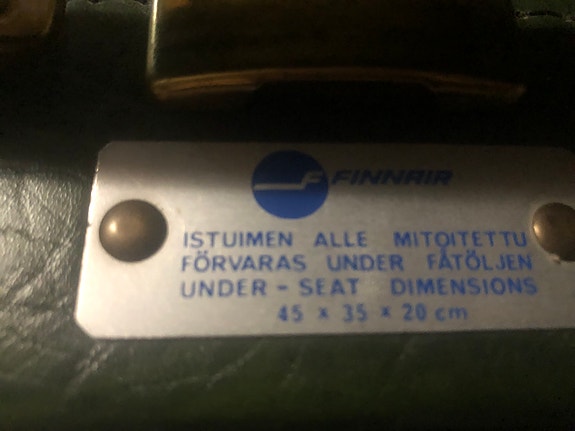 FINNAIR
ISTUIMEN ALLE MITOITETTU
FÖRVARAS UNDER FÅTÖLJEN
UNDER-SEAT DIMENSIONS
45 x 35 x 20 cm